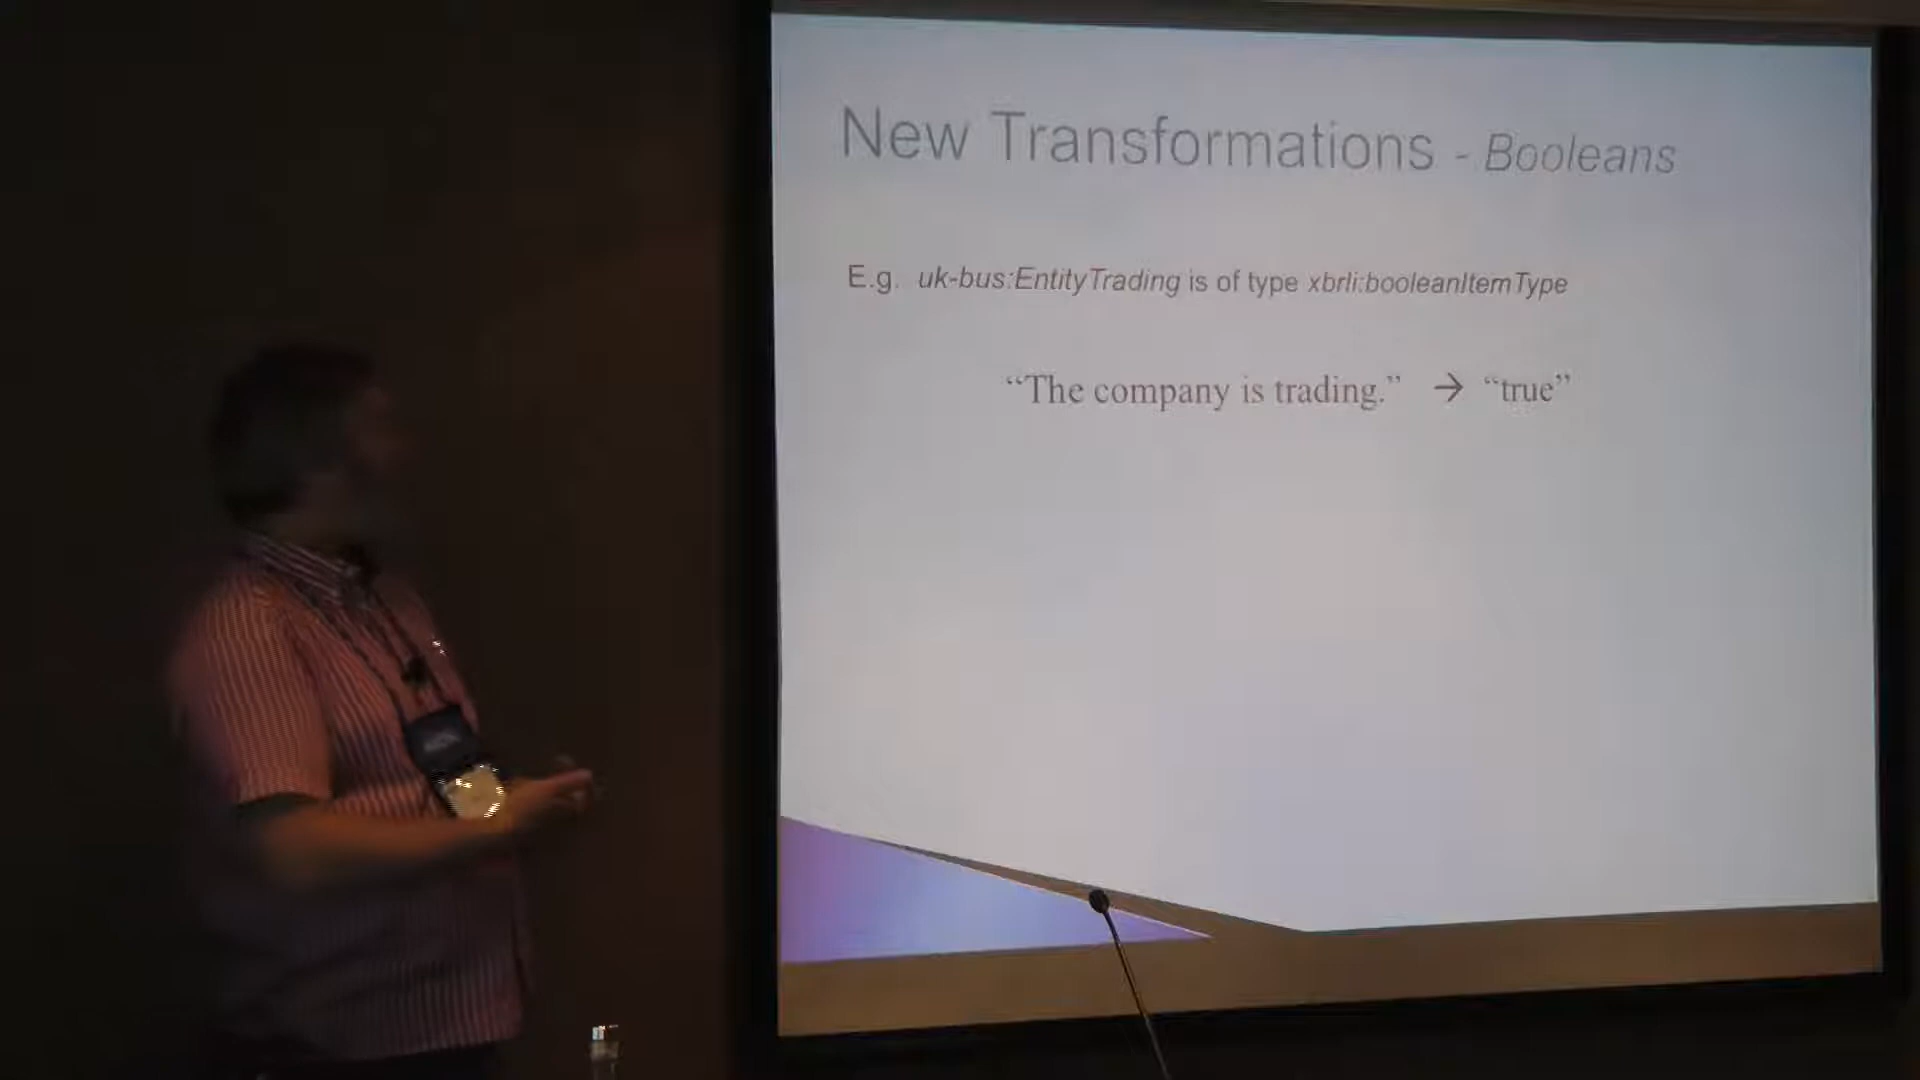 New Transformations - Booleans
E.g. uk-bus:EntityTrading is of type xbrli:booleanItemType
“The company is trading.” → “true”